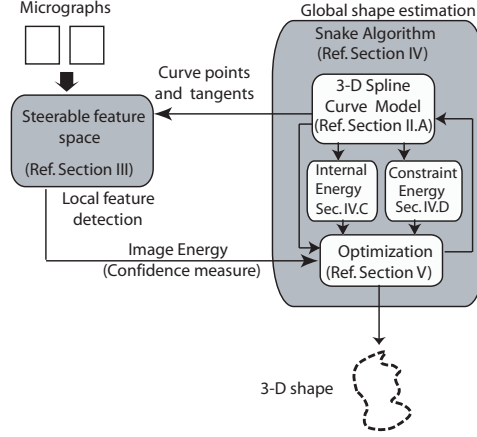 Micrographs
Global shape estimation
Snake Algorithm
(Ref. Section IV)
Curve points
and tangents
3-D Spline
Curve Model
(Ref. Section II.A)
Steerable feature
space
(Ref. Section III)
Internal
Energy
Sec. IV.C
Constraint
Energy
Sec. IV.D
Local feature
detection
Image Energy
(Confidence measure)
Optimization
(Ref. Section V)
3-D shape